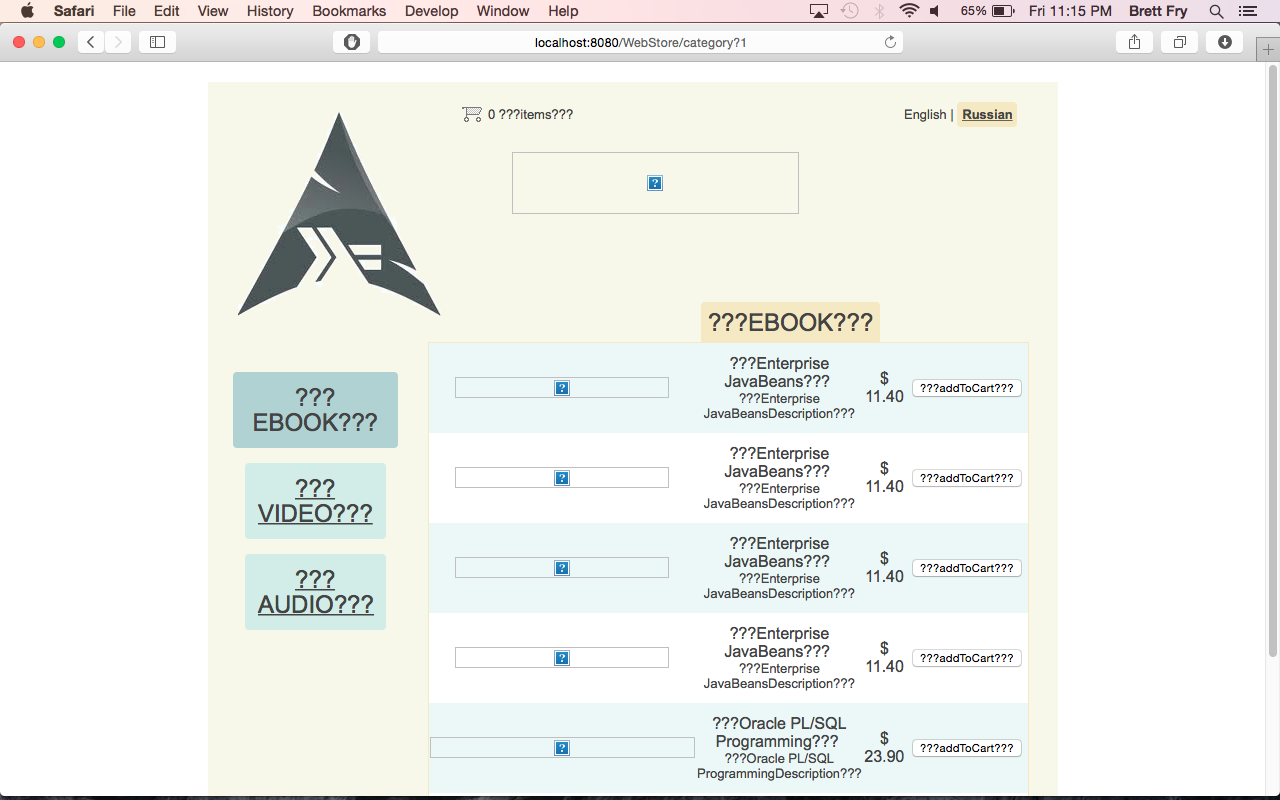 Safari File Edit View History Bookmarks Develop Window Help 65% Fri 11:15 PM Brett Fry
localhost:8080/WebStore/category?1
0 ???items???
English | Russian
???EBOOK???
???
EBOOK???
???
VIDEO???
???
AUDIO???
???Enterprise
JavaBeans???
???Enterprise
JavaBeansDescription???
$
11.40
???addToCart???
???Enterprise
JavaBeans???
???Enterprise
JavaBeansDescription???
$
11.40
???addToCart???
???Enterprise
JavaBeans???
???Enterprise
JavaBeansDescription???
$
11.40
???addToCart???
???Enterprise
JavaBeans???
???Enterprise
JavaBeansDescription???
$
11.40
???addToCart???
???Oracle PL/SQL
Programming???
???Oracle PL/SQL
ProgrammingDescription???
$
23.90
???addToCart???